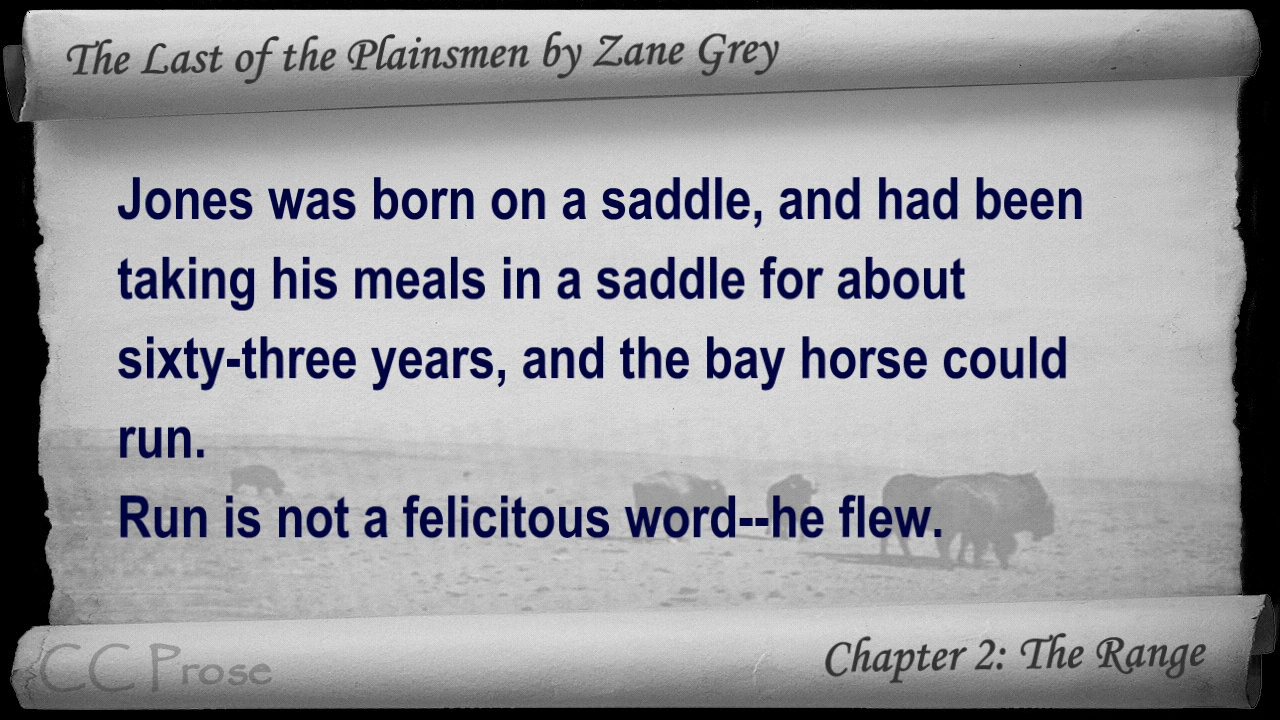 The Last of the Plainsmen by Zane Grey
Jones was born on a saddle, and had been
taking his meals in a saddle for about
sixty-three years, and the bay horse could
run.
Run is not a felicitous word--he flew.
CC Prose
Chapter 2: The Range